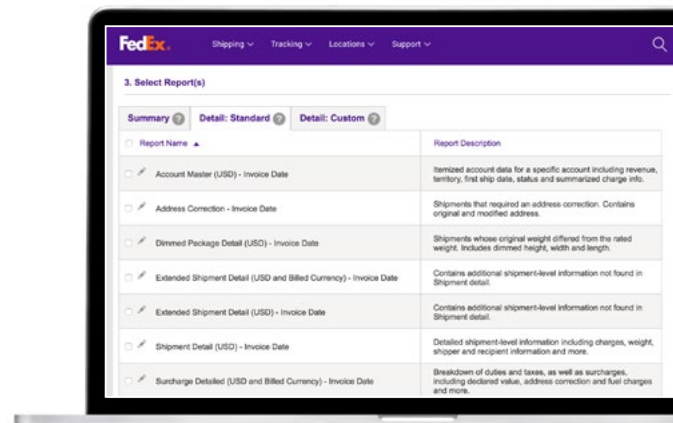 FedEx.
Shipping Tracking Locations Support
3. Select Report(s)
Summary ? Detail: Standard ? Detail: Custom ?
Report Name Report Description
Account Master (USD) - Invoice Date
Itemized account data for a specific account including revenue,
territory, first ship date, status and summarized charge info.
Address Correction - Invoice Date
Shipments that required an address correction. Contains
original and modified address.
Dimmed Package Detail (USD) - Invoice Date
Shipments whose original weight differed from the rated
weight. Includes dimmed height, width and length.
Extended Shipment Detail (USD and Billed Currency) - Invoice Date
Contains additional shipment-level information not found in
Shipment detail.
Extended Shipment Detail (USD) - Invoice Date
Contains additional shipment-level information not found in
Shipment detail.
Shipment Detail (USD) - Invoice Date
Detailed shipment-level information including charges, weight,
shipper and recipient information and more.
Surcharge Detailed (USD and Billed Currency) - Invoice Date
Breakdown of duties and taxes, as well as surcharges,
including declared value, address correction and fuel charges
and more.